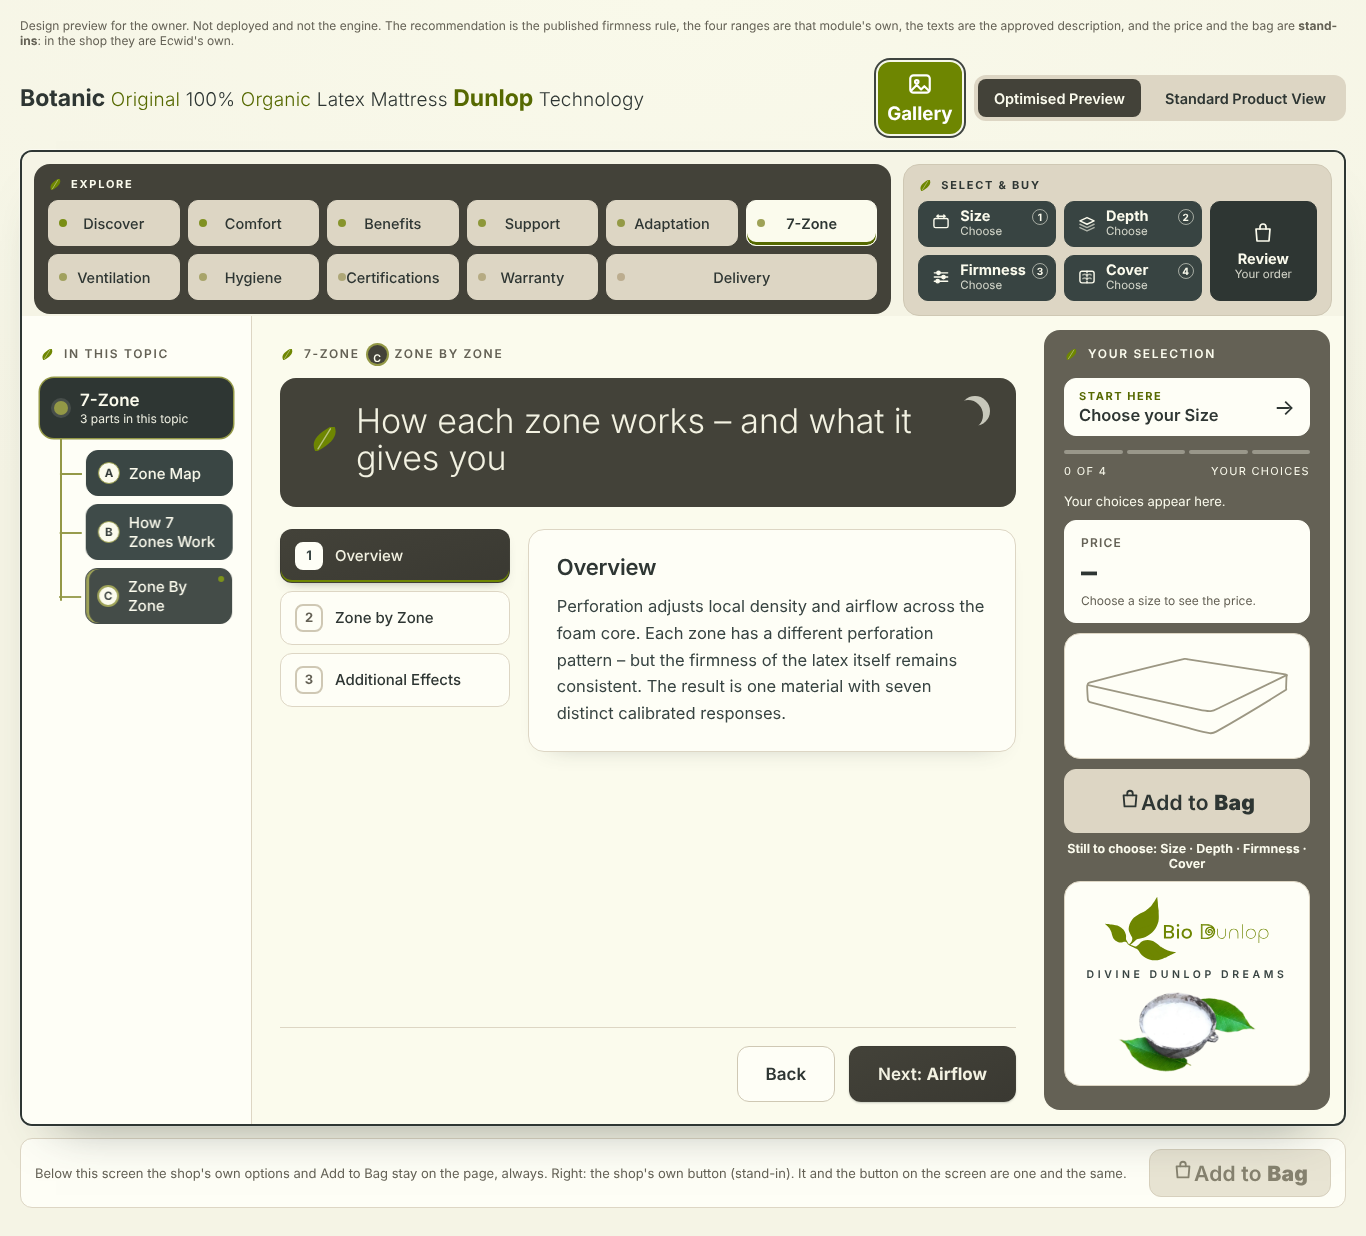 Design preview for the owner. Not deployed and not the engine. The recommendation is the published firmness rule, the four ranges are that module's own, the texts are the approved description, and the price and the bag are stand-
ins: in the shop they are Ecwid's own.
Botanic Original 100% Organic Latex Mattress Dunlop Technology
Gallery
Optimised Preview
Standard Product View
EXPLORE
Discover
Comfort
Benefits
Support
Adaptation
7-Zone
Ventilation
Hygiene
Certifications
Warranty
Delivery
SELECT & BUY
Size
Choose
1
Depth
Choose
2
Firmness
Choose
3
Cover
Choose
4
Review
Your order
IN THIS TOPIC
7-Zone
3 parts in this topic
A
Zone Map
B
How 7
Zones Work
C
Zone By
Zone
7-ZONE C ZONE BY ZONE
How each zone works – and what it
gives you
1 Overview
2 Zone by Zone
3 Additional Effects
Overview
Perforation adjusts local density and airflow across the
foam core. Each zone has a different perforation
pattern – but the firmness of the latex itself remains
consistent. The result is one material with seven
distinct calibrated responses.
Back
Next: Airflow
YOUR SELECTION
START HERE
Choose your Size
0 OF 4
YOUR CHOICES
Your choices appear here.
PRICE
–
Choose a size to see the price.
Add to Bag
Still to choose: Size · Depth · Firmness ·
Cover
Bio Dunlop
DIVINE DUNLOP DREAMS
Below this screen the shop's own options and Add to Bag stay on the page, always. Right: the shop's own button (stand-in). It and the button on the screen are one and the same.
Add to Bag